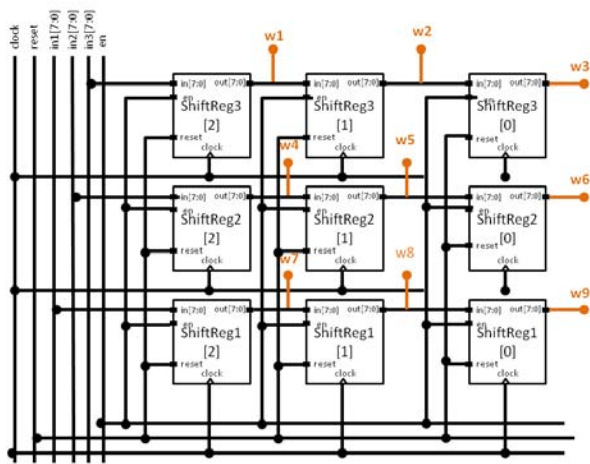 clock
reset
in1[7:0]
in2[7:0]
in3[7:0]
en
w1
w2
w3
in[7:0] out[7:0]
en
ShiftReg3
[2]
reset
clock
in[7:0] out[7:0]
en
ShiftReg3
[1]
reset
clock
in[7:0] out[7:0]
en
ShiftReg3
[0]
reset
clock
w4
w5
w6
in[7:0] out[7:0]
en
ShiftReg2
[2]
reset
clock
in[7:0] out[7:0]
en
ShiftReg2
[1]
reset
clock
in[7:0] out[7:0]
en
ShiftReg2
[0]
reset
clock
w7
w8
w9
in[7:0] out[7:0]
en
ShiftReg1
[2]
reset
clock
in[7:0] out[7:0]
en
ShiftReg1
[1]
reset
clock
in[7:0] out[7:0]
en
ShiftReg1
[0]
reset
clock